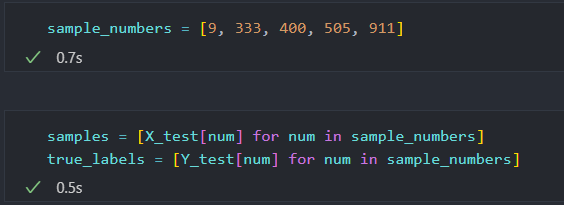 sample_numbers = [9, 333, 400, 505, 911]
✓ 0.7s
samples = [X_test[num] for num in sample_numbers]
true_labels = [Y_test[num] for num in sample_numbers]
✓ 0.5s